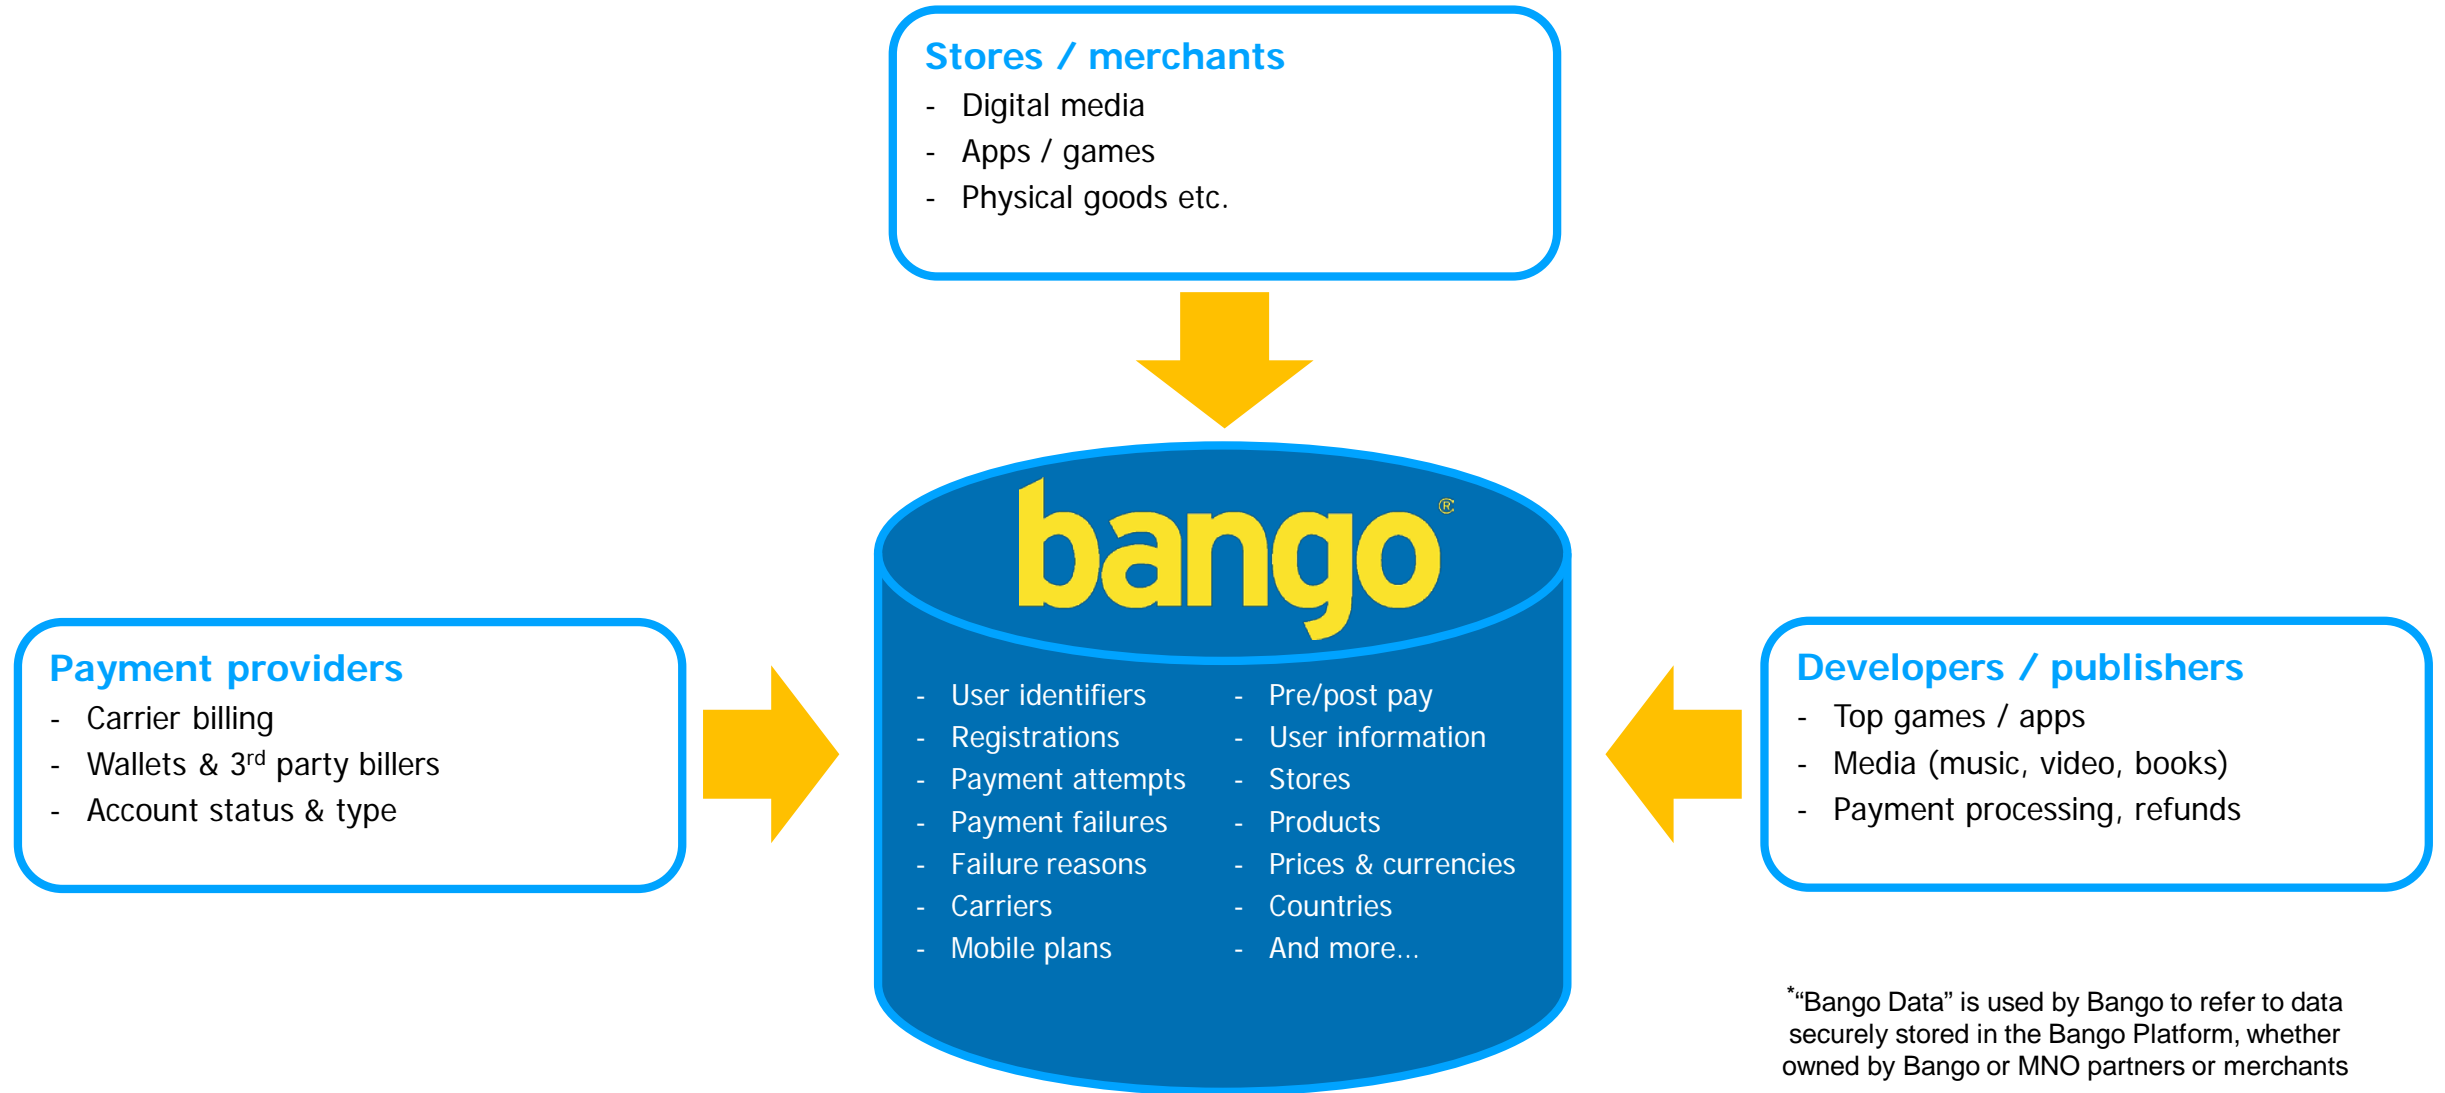 Stores / merchants
- Digital media
- Apps / games
- Physical goods etc.
bango®
Payment providers
- Carrier billing
- Wallets & 3rd party billers
- Account status & type
- User identifiers
- Registrations
- Payment attempts
- Payment failures
- Failure reasons
- Carriers
- Mobile plans
- Pre/post pay
- User information
- Stores
- Products
- Prices & currencies
- Countries
- And more...
Developers / publishers
- Top games / apps
- Media (music, video, books)
- Payment processing, refunds
*“Bango Data” is used by Bango to refer to data
securely stored in the Bango Platform, whether
owned by Bango or MNO partners or merchants